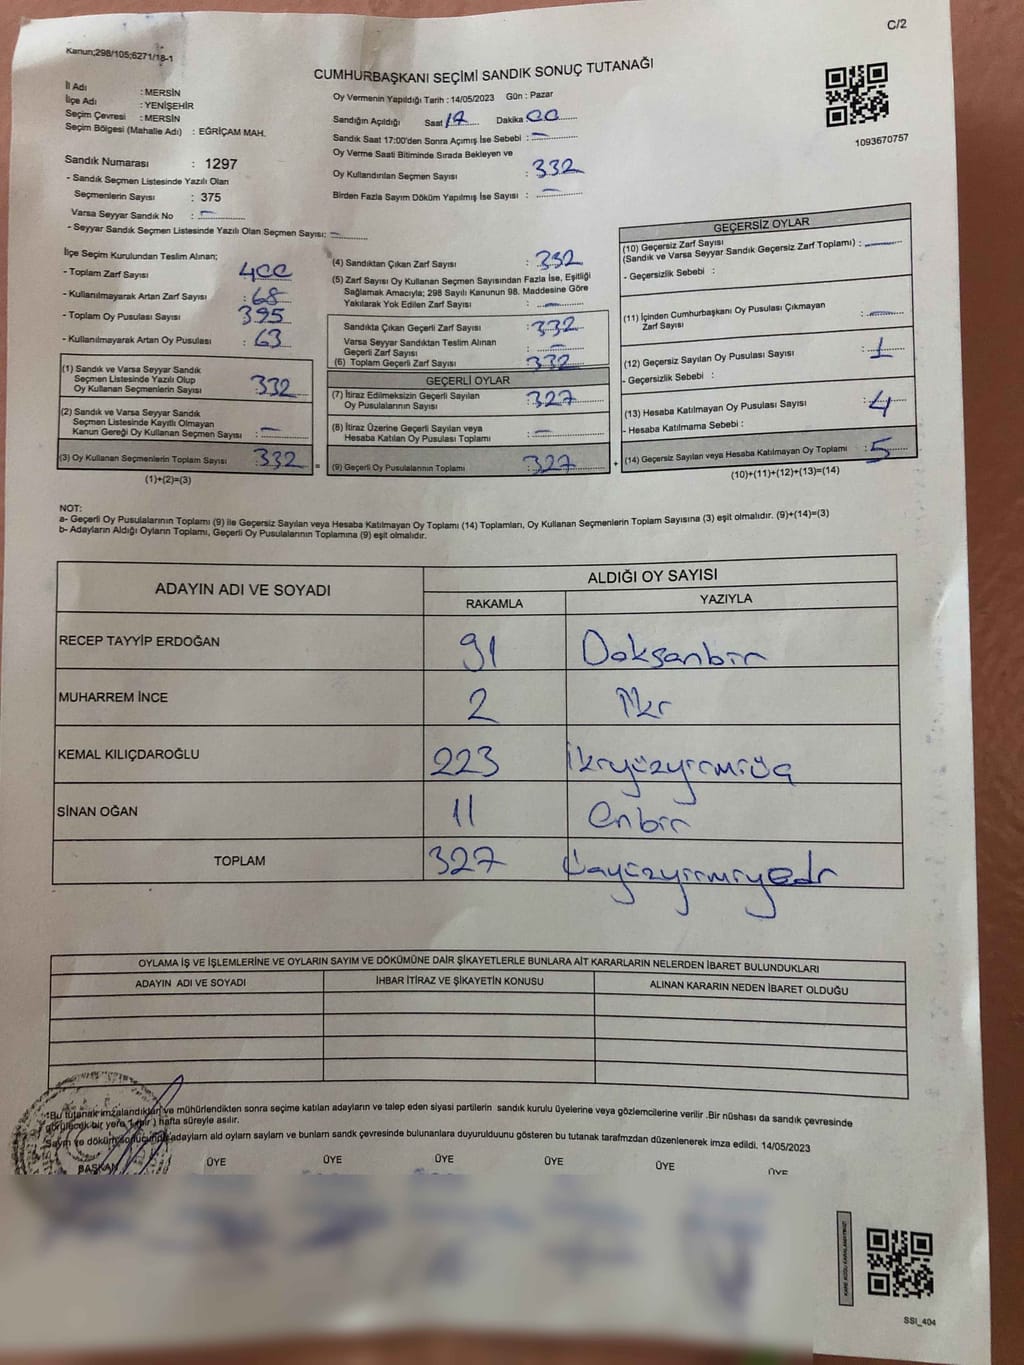 C/2
Kanun;298/105;6271/18-1
CUMHURBAŞKANI SEÇİMİ SANDIK SONUÇ TUTANAĞI
İl Adı : MERSİN
İlçe Adı : YENİŞEHİR
Seçim Çevresi : MERSİN
Seçim Bölgesi (Mahalle Adı) : EĞRİÇAM MAH.
Sandık Numarası : 1297
- Sandık Seçmen Listesinde Yazılı Olan
Seçmenlerin Sayısı : 375
Varsa Seyyar Sandık No : –
- Seyyar Sandık Seçmen Listesinde Yazılı Olan Seçmen Sayısı: –
Oy Vermenin Yapıldığı Tarih : 14/05/2023 Gün : Pazar
Sandığın Açıldığı Saat 17 Dakika 00
Sandık Saat 17:00'den Sonra Açımış İse Sebebi : –
Oy Verme Saati Bitiminde Sırada Bekleyen ve
Oy Kullandırılan Seçmen Sayısı : 332
Birden Fazla Sayım Döküm Yapılmış İse Sayısı : –
1093670757
İlçe Seçim Kurulundan Teslim Alınan;
- Toplam Zarf Sayısı 400
- Kullanılmayarak Artan Zarf Sayısı : 68
- Toplam Oy Pusulası Sayısı 395
- Kullanılmayarak Artan Oy Pusulası : 63
(1) Sandık ve Varsa Seyyar Sandık
Seçmen Listesinde Yazılı Olup
Oy Kullanan Seçmenlerin Sayısı 332
(2) Sandık ve Varsa Seyyar Sandık
Seçmen Listesinde Kayıtlı Olmayan
Kanun Gereği Oy Kullanan Seçmen Sayısı : –
(3) Oy Kullanan Seçmenlerin Toplam Sayısı : 332
(1)+(2)=(3)
=
(4) Sandıktan Çıkan Zarf Sayısı : 332
(5) Zarf Sayısı Oy Kullanan Seçmen Sayısından Fazla İse, Eşitliği
Sağlamak Amacıyla; 298 Sayılı Kanunun 98. Maddesine Göre
Yakılarak Yok Edilen Zarf Sayısı : –
Sandıkta Çıkan Geçerli Zarf Sayısı : 332
Varsa Seyyar Sandıktan Teslim Alınan
Geçerli Zarf Sayısı : –
(6) Toplam Geçerli Zarf Sayısı : 332
GEÇERLİ OYLAR
(7) İtiraz Edilmeksizin Geçerli Sayılan
Oy Pusulalarının Sayısı : 327
(8) İtiraz Üzerine Geçerli Sayılan veya
Hesaba Katılan Oy Pusulası Toplamı : –
(9) Geçerli Oy Pusulalarının Toplamı : 327
+
GEÇERSİZ OYLAR
(10) Geçersiz Zarf Sayısı
(Sandık ve Varsa Seyyar Sandık Geçersiz Zarf Toplamı) : –
- Geçersizlik Sebebi :
(11) İçinden Cumhurbaşkanı Oy Pusulası Çıkmayan
Zarf Sayısı : –
(12) Geçersiz Sayılan Oy Pusulası Sayısı : 1
- Geçersizlik Sebebi :
(13) Hesaba Katılmayan Oy Pusulası Sayısı : 4
- Hesaba Katılmama Sebebi :
(14) Geçersiz Sayılan veya Hesaba Katılmayan Oy Toplamı : 5
(10)+(11)+(12)+(13)=(14)
NOT:
a- Geçerli Oy Pusulalarının Toplamı (9) ile Geçersiz Sayılan veya Hesaba Katılmayan Oy Toplamı (14) Toplamları, Oy Kullanan Seçmenlerin Toplam Sayısına (3) eşit olmalıdır. (9)+(14)=(3)
b- Adayların Aldığı Oyların Toplamı, Geçerli Oy Pusulalarının Toplamına (9) eşit olmalıdır.
ADAYIN ADI VE SOYADI ALDIĞI OY SAYISI
RAKAMLA YAZIYLA
RECEP TAYYİP ERDOĞAN 91 Doksanbir
MUHARREM İNCE 2 İki
KEMAL KILIÇDAROĞLU 223 İkiyüzyirmiüç
SİNAN OĞAN 11 onbir
TOPLAM 327 Üçyüzyirmiyedi
OYLAMA İŞ VE İŞLEMLERİNE VE OYLARIN SAYIM VE DÖKÜMÜNE DAİR ŞİKAYETLERLE BUNLARA AİT KARARLARIN NELERDEN İBARET BULUNDUKLARI
ADAYIN ADI VE SOYADI İHBAR İTİRAZ VE ŞİKAYETİN KONUSU ALINAN KARARIN NEDEN İBARET OLDUĞU
Bu tutanak imzalandıktan ve mühürlendikten sonra seçime katılan adayların ve talep eden siyasi partilerin sandık kurulu üyelerine veya gözlemcilerine verilir .Bir nüshası da sandık çevresinde
görülecek bir yere 1 (bir) hafta süreyle asılır.
Sayım ve döküm sonucunda adayların ald oyların sayları ve bunların sandk çevresinde bulunanlara duyurulduunu gösteren bu tutanak tarafmzdan düzenlenerek imza edildi. 14/05/2023
BAŞKAN ÜYE ÜYE ÜYE ÜYE ÜYE ÜYE
SSI_404